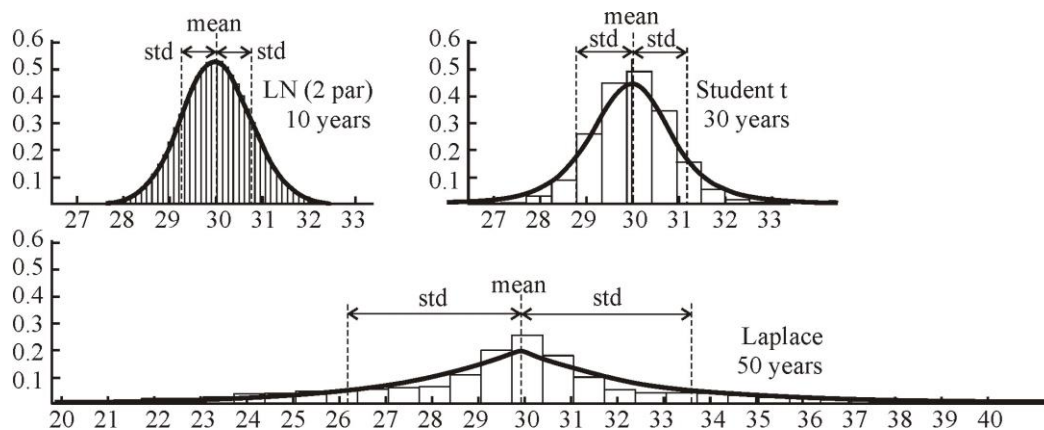 mean
std std
0.6
0.5
0.4
0.3
0.2
0.1
LN (2 par)
10 years
27 28 29 30 31 32 33
mean
std std
0.6
0.5
0.4
0.3
0.2
0.1
Student t
30 years
27 28 29 30 31 32 33
0.6
0.5
0.4
0.3
0.2
0.1
mean
std std
Laplace
50 years
20 21 22 23 24 25 26 27 28 29 30 31 32 33 34 35 36 37 38 39 40